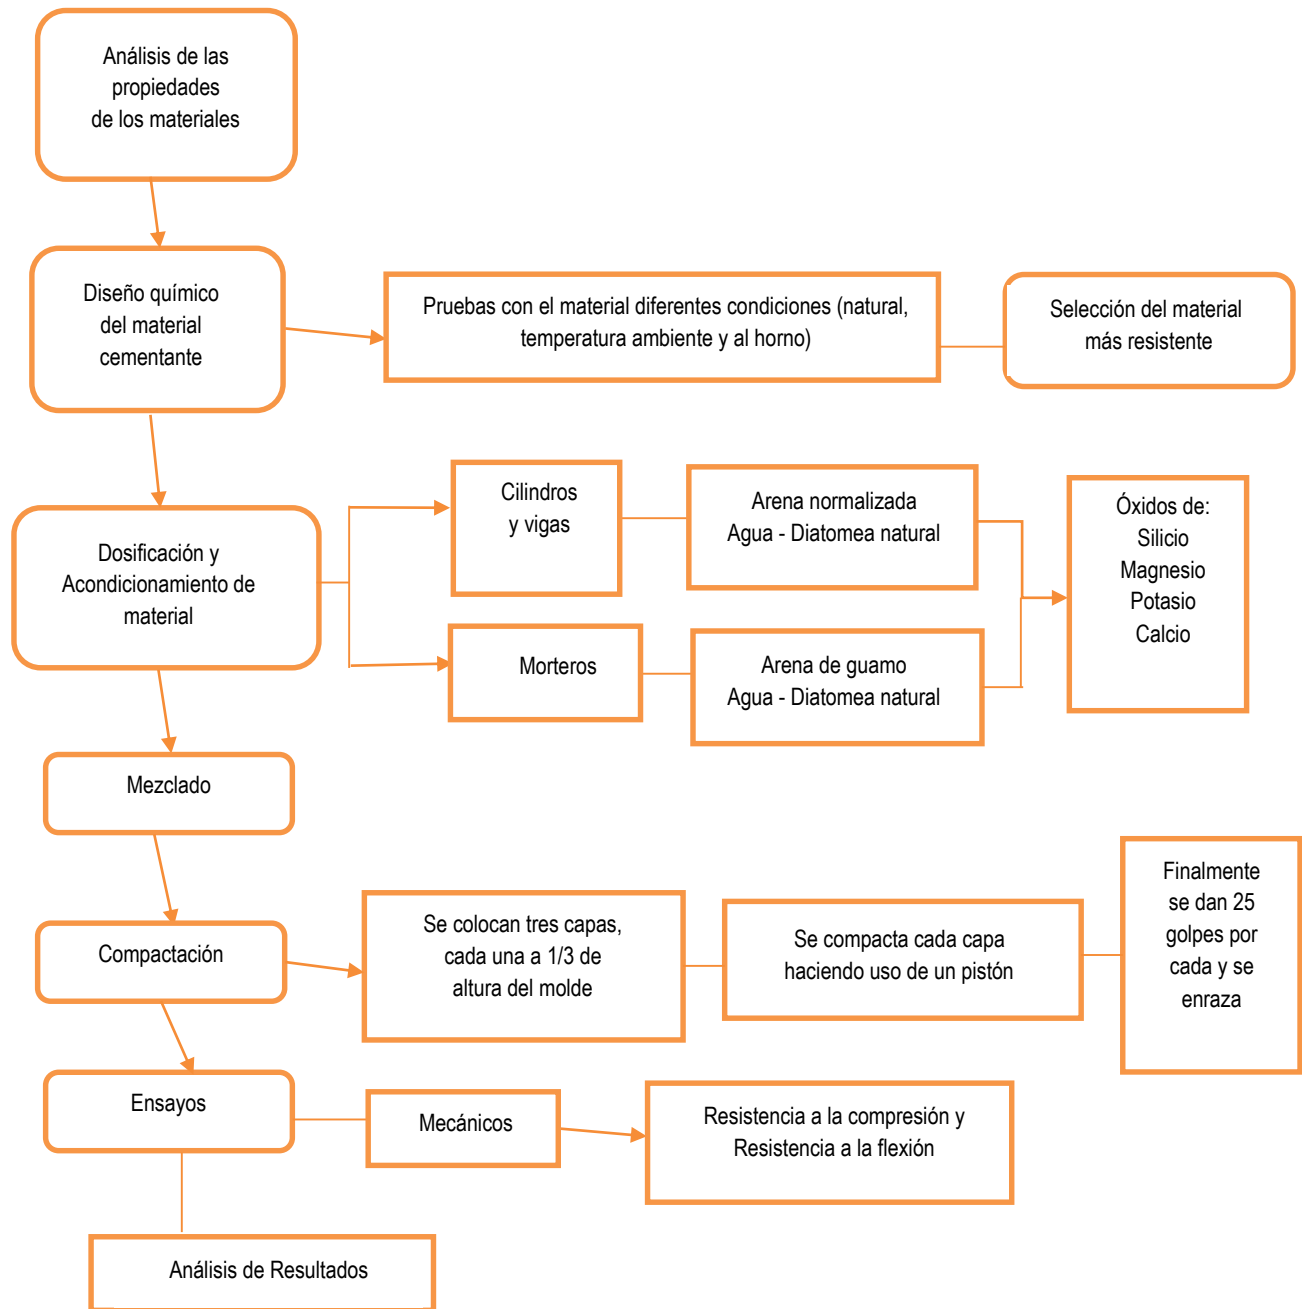 Análisis de las
propiedades
de los materiales
Diseño químico
del material
cementante
Pruebas con el material diferentes condiciones (natural,
temperatura ambiente y al horno)
Selección del material
más resistente
Dosificación y
Acondicionamiento de
material
Cilindros
y vigas
Arena normalizada
Agua - Diatomea natural
Óxidos de:
Silicio
Magnesio
Potasio
Calcio
Morteros
Arena de guamo
Agua - Diatomea natural
Mezclado
Compactación
Se colocan tres capas,
cada una a 1/3 de
altura del molde
Se compacta cada capa
haciendo uso de un pistón
Finalmente
se dan 25
golpes por
cada y se
enraza
Ensayos
Mecánicos
Resistencia a la compresión y
Resistencia a la flexión
Análisis de Resultados